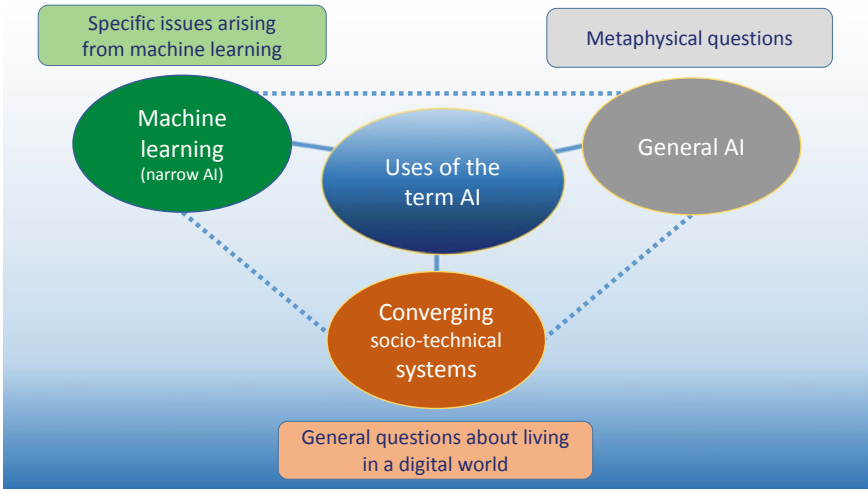 Specific issues arising
from machine learning
Metaphysical questions
Machine
learning
(narrow AI)
Uses of the
term AI
General AI
Converging
socio-technical
systems
General questions about living
in a digital world